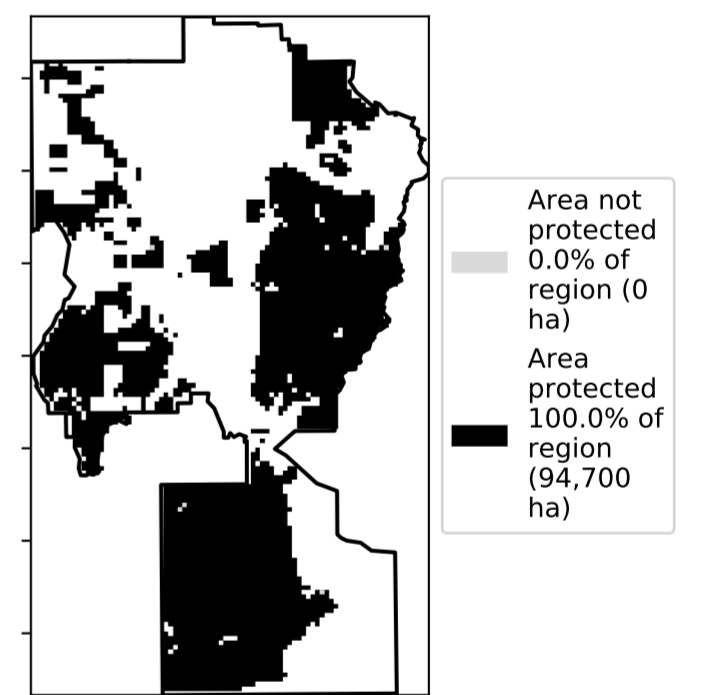 Area not
protected
0.0% of
region (0
ha)
Area
protected
100.0% of
region
(94,700
ha)